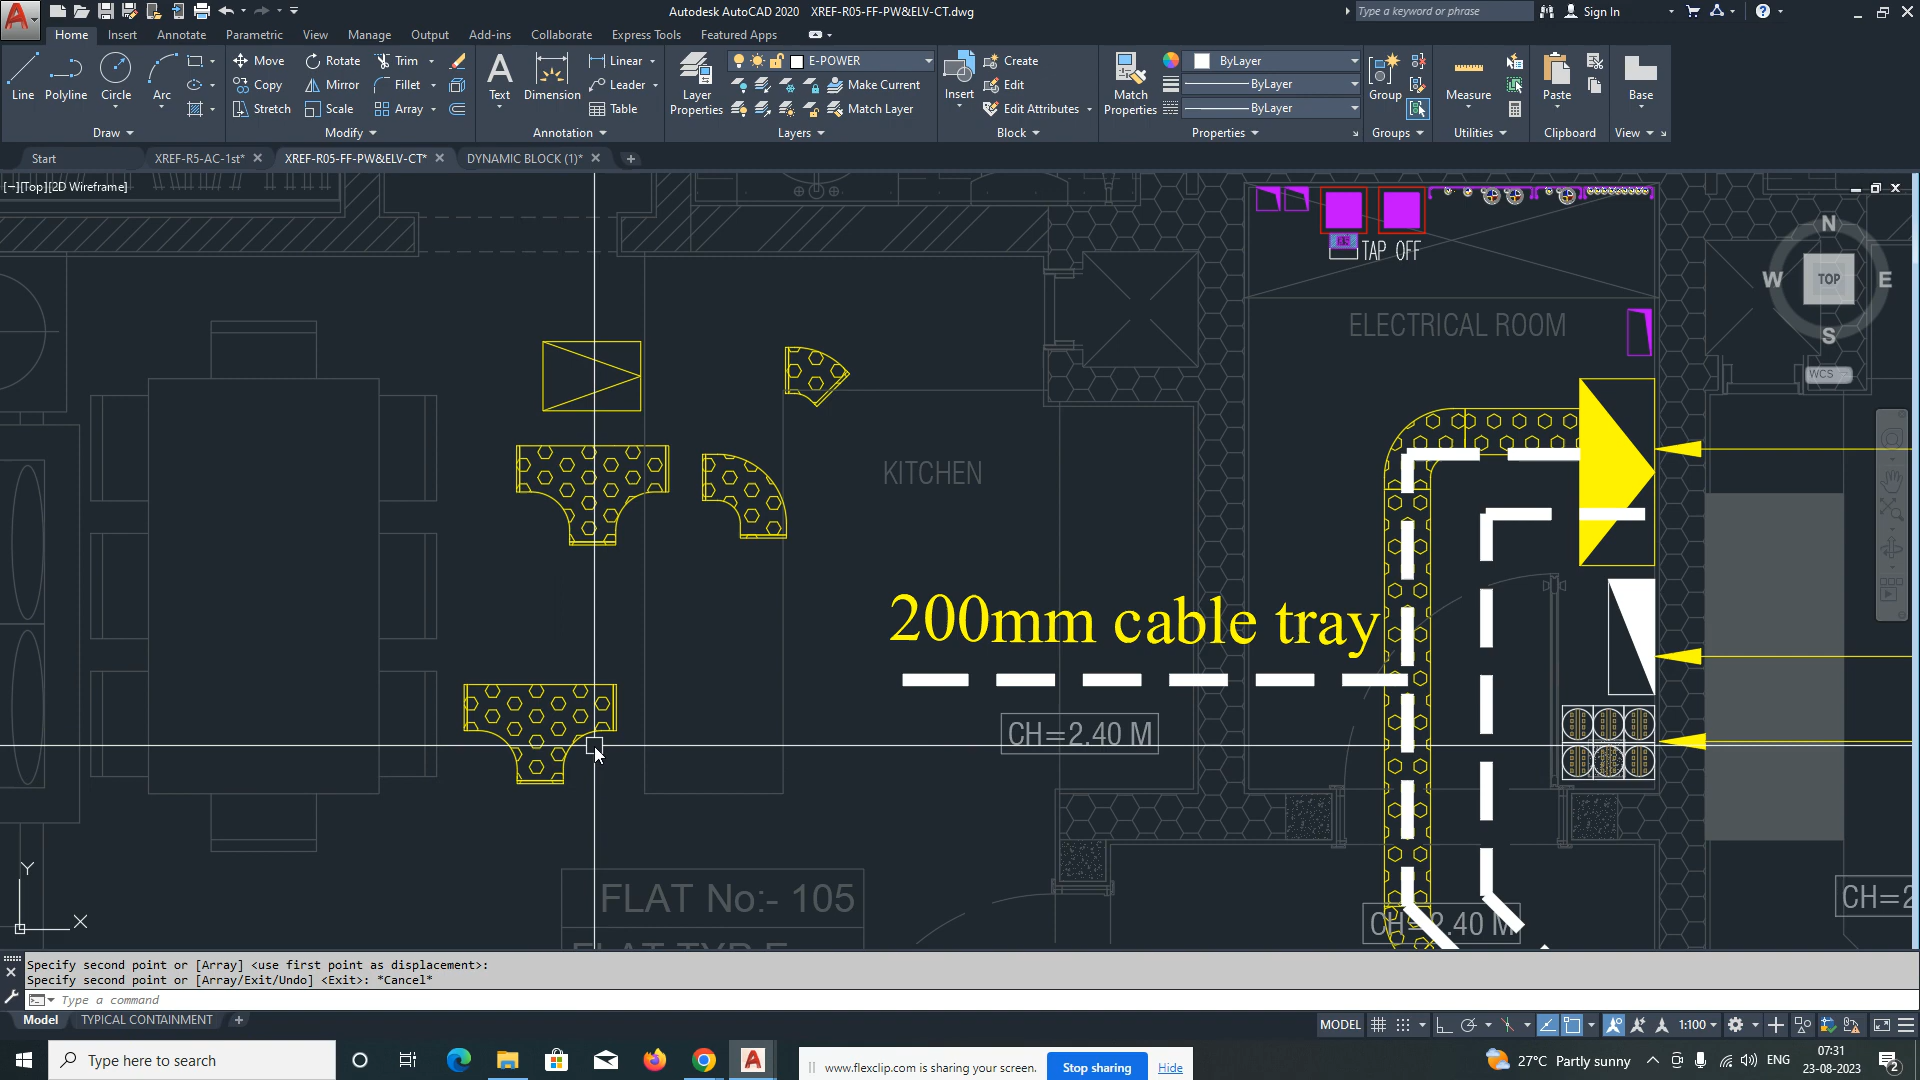 Autodesk AutoCAD 2020 XREF-R05-FF-PW&ELV-CT.dwg
Type a keyword or phrase
Sign In
Home Insert Annotate Parametric View Manage Output Add-ins Collaborate Express Tools Featured Apps
Line Polyline Circle Arc
Move Rotate Trim
Copy Mirror Fillet
Stretch Scale Array
Text Dimension
Linear
Leader
Table
Layer Properties
E-POWER
Make Current
Match Layer
Insert
Create
Edit
Edit Attributes
Match Properties
ByLayer
ByLayer
ByLayer
Group
Measure
Paste
Base
Draw Modify Annotation Layers Block Properties Groups Utilities Clipboard View
Start XREF-R5-AC-1st* XREF-R05-FF-PW&ELV-CT* DYNAMIC BLOCK (1)*
[−][Top][2D Wireframe]
TAP OFF
N
W TOP E
S
WCS
ELECTRICAL ROOM
KITCHEN
200mm cable tray
CH=2.40 M
FLAT No:- 105
CH=2.40 M
CH=2
FLAT TYP E
Y
X
Specify second point or [Array] <use first point as displacement>:
Specify second point or [Array/Exit/Undo] <Exit>: *Cancel*
Type a command
Model TYPICAL CONTAINMENT
MODEL 1:100
Type here to search
www.flexclip.com is sharing your screen. Stop sharing Hide
27°C Partly sunny
ENG
07:31
23-08-2023
2